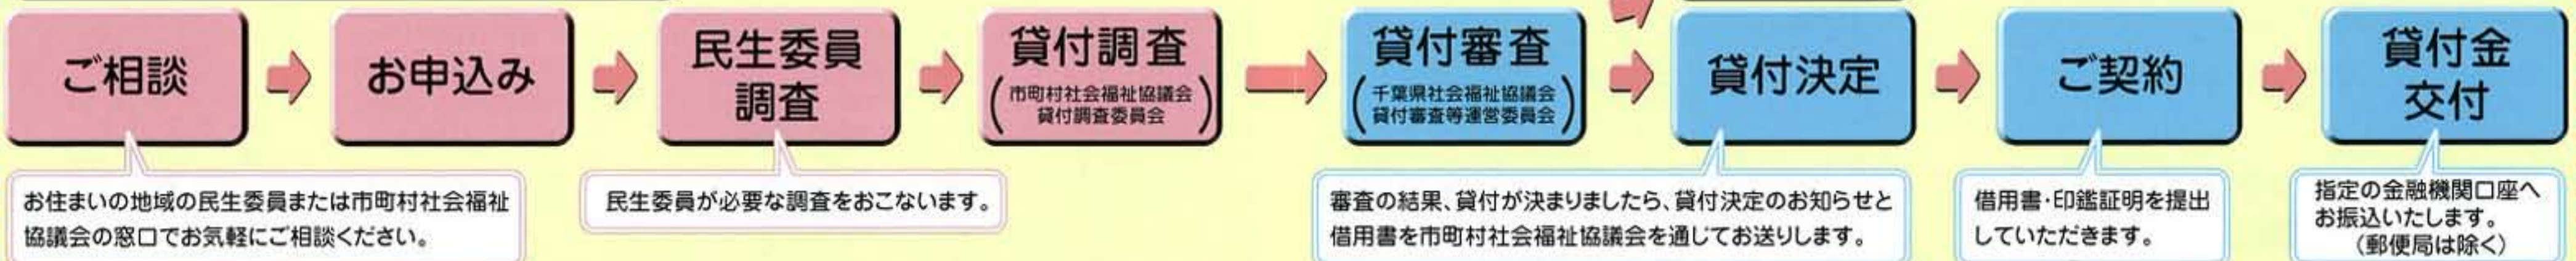 ご相談
お申込み
民生委員
調査
貸付調査
(市町村社会福祉協議会
貸付調査委員会)
貸付審査
(千葉県社会福祉協議会
貸付審査等運営委員会)
貸付決定
ご契約
貸付金
交付
お住まいの地域の民生委員または市町村社会福祉
協議会の窓口でお気軽にご相談ください。
民生委員が必要な調査をおこないます。
審査の結果、貸付が決まりましたら、貸付決定のお知らせと
借用書を市町村社会福祉協議会を通じてお送りします。
借用書・印鑑証明を提出
していただきます。
指定の金融機関口座へ
お振込いたします。
(郵便局は除く)